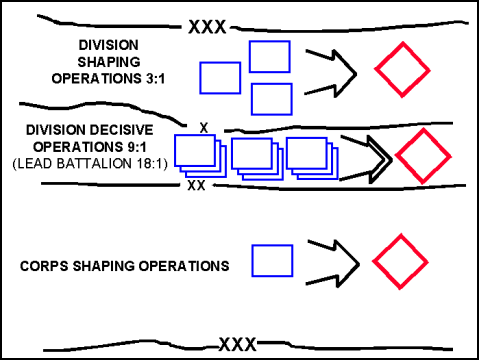 XXX
DIVISION
SHAPING
OPERATIONS 3:1
X
DIVISION DECISIVE
OPERATIONS 9:1
(LEAD BATTALION 18:1)
XX
CORPS SHAPING OPERATIONS
XXX